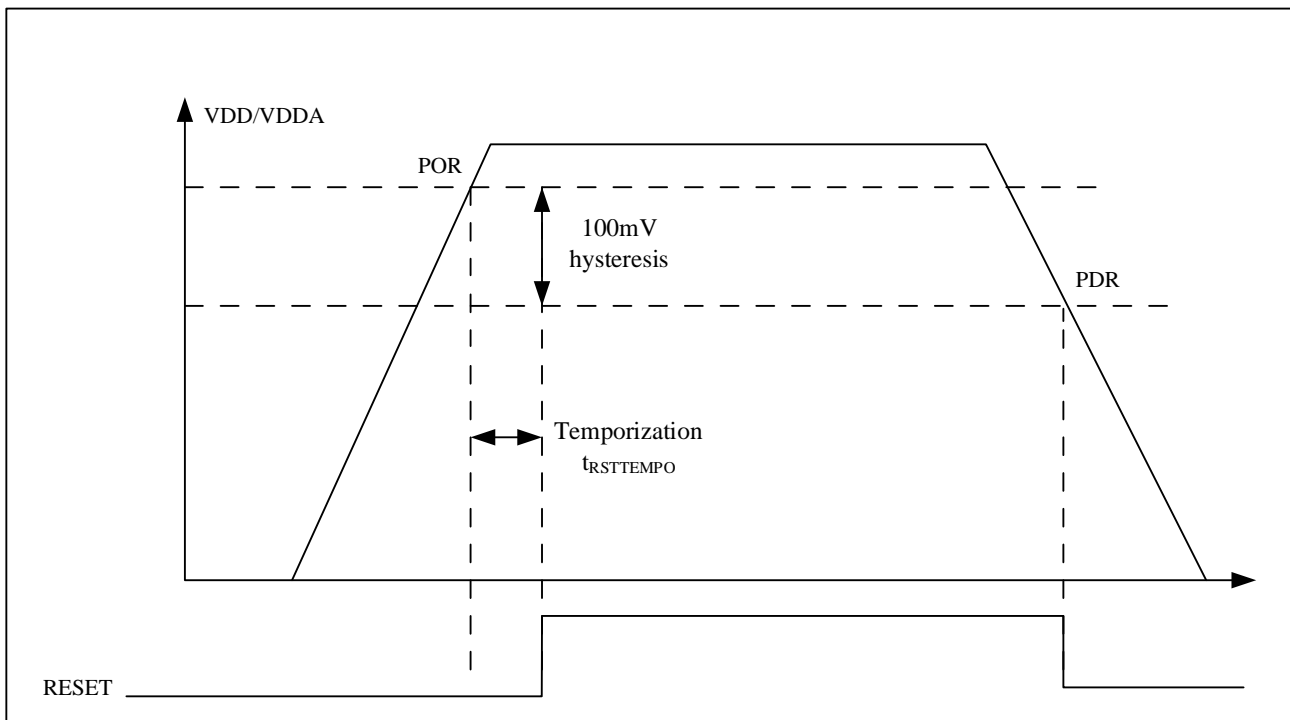 VDD/VDDA
POR
100mV
hysteresis
PDR
Temporization
tRSTTEMPO
RESET